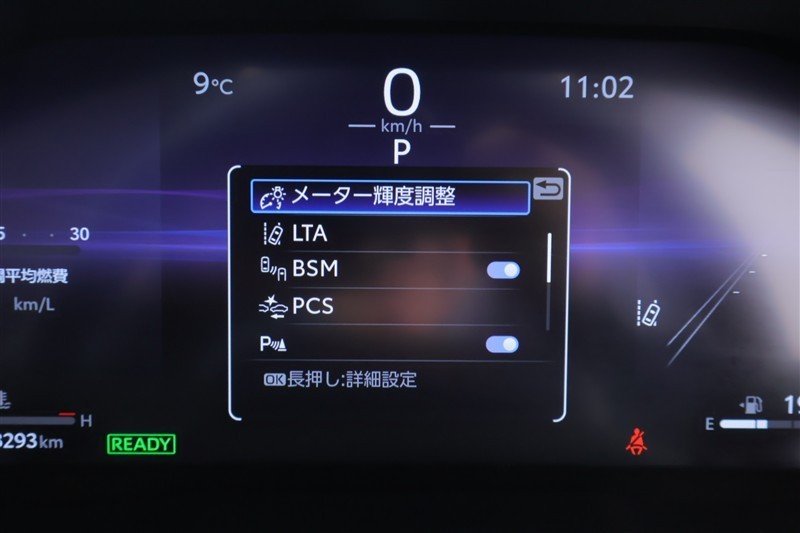 9°C
0
11:02
km/h
P
メーター輝度調整
LTA
30
BSM
平均燃費
km/L
PCS
P
OK長押し:詳細設定
H
E
293km
READY